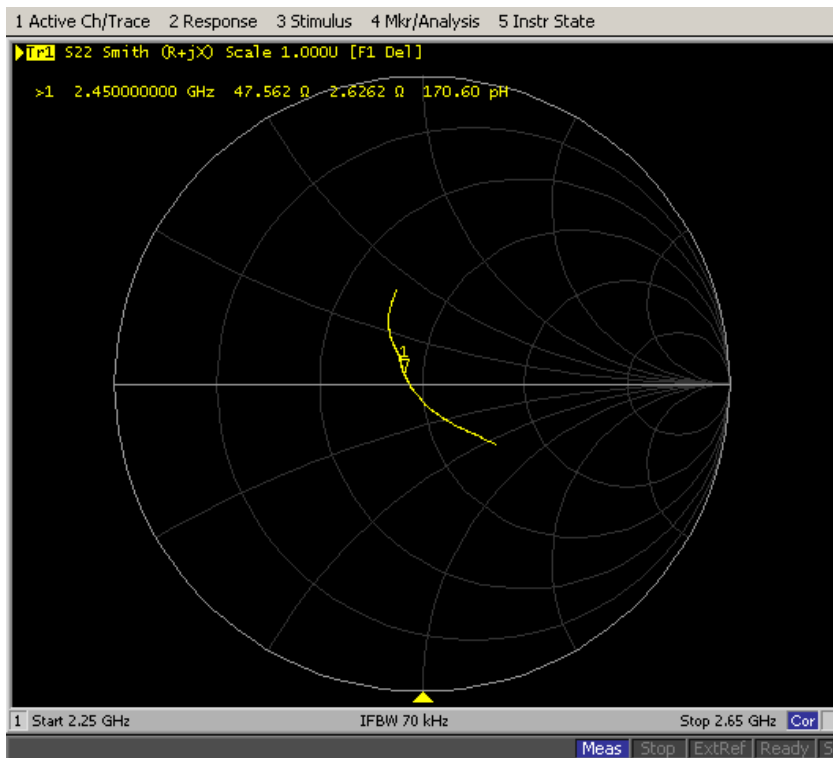 1 Active Ch/Trace 2 Response 3 Stimulus 4 Mkr/Analysis 5 Instr State
Tr1 S22 Smith (R+jX) Scale 1.000U [F1 Del]
>1 2.450000000 GHz 47.562 Ω 2.6262 Ω 170.60 pH
1
1 Start 2.25 GHz IFBW 70 kHz Stop 2.65 GHz Cor
Meas Stop ExtRef Ready S